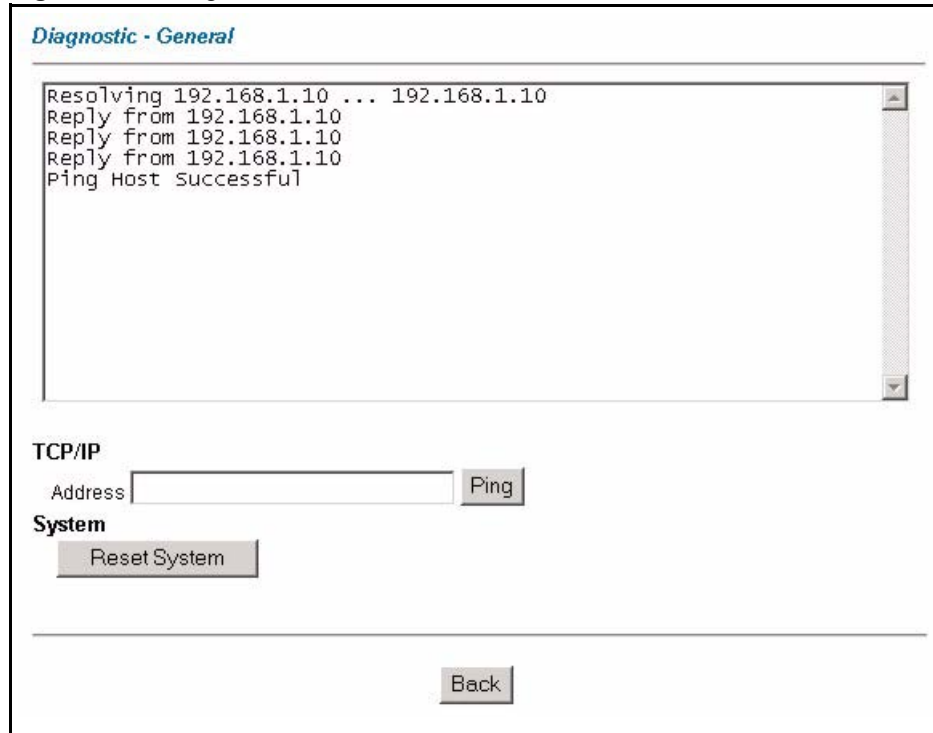 Diagnostic - General
Resolving 192.168.1.10 ... 192.168.1.10
Reply from 192.168.1.10
Reply from 192.168.1.10
Reply from 192.168.1.10
Ping Host Successful
TCP/IP
Address Ping
System
Reset System
Back